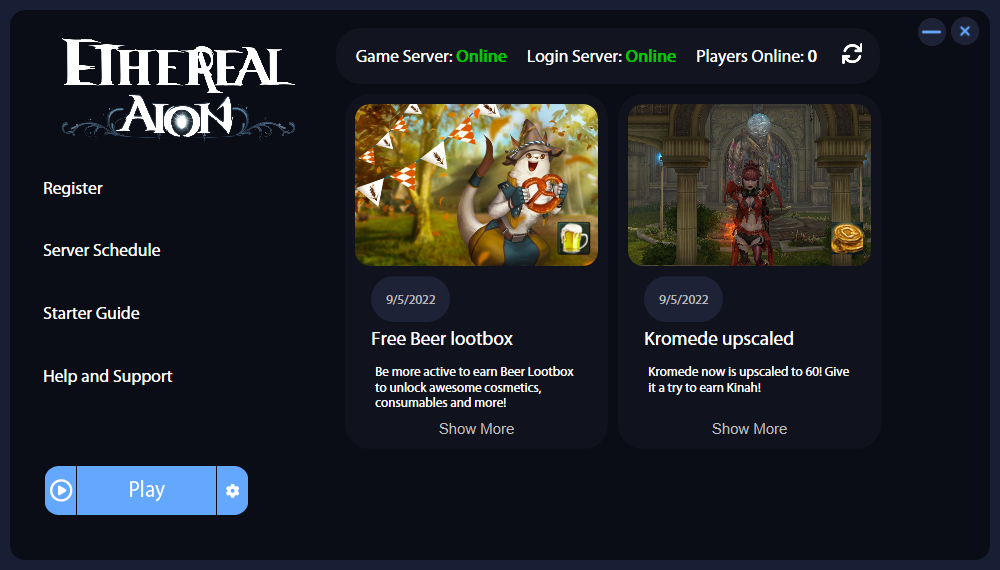 ETHEREAL
AION
Game Server: Online Login Server: Online Players Online: 0
Register
Server Schedule
Starter Guide
Help and Support
Play
9/5/2022
Free Beer lootbox
Be more active to earn Beer Lootbox
to unlock awesome cosmetics,
consumables and more!
Show More
9/5/2022
Kromede upscaled
Kromede now is upscaled to 60! Give
it a try to earn Kinah!
Show More